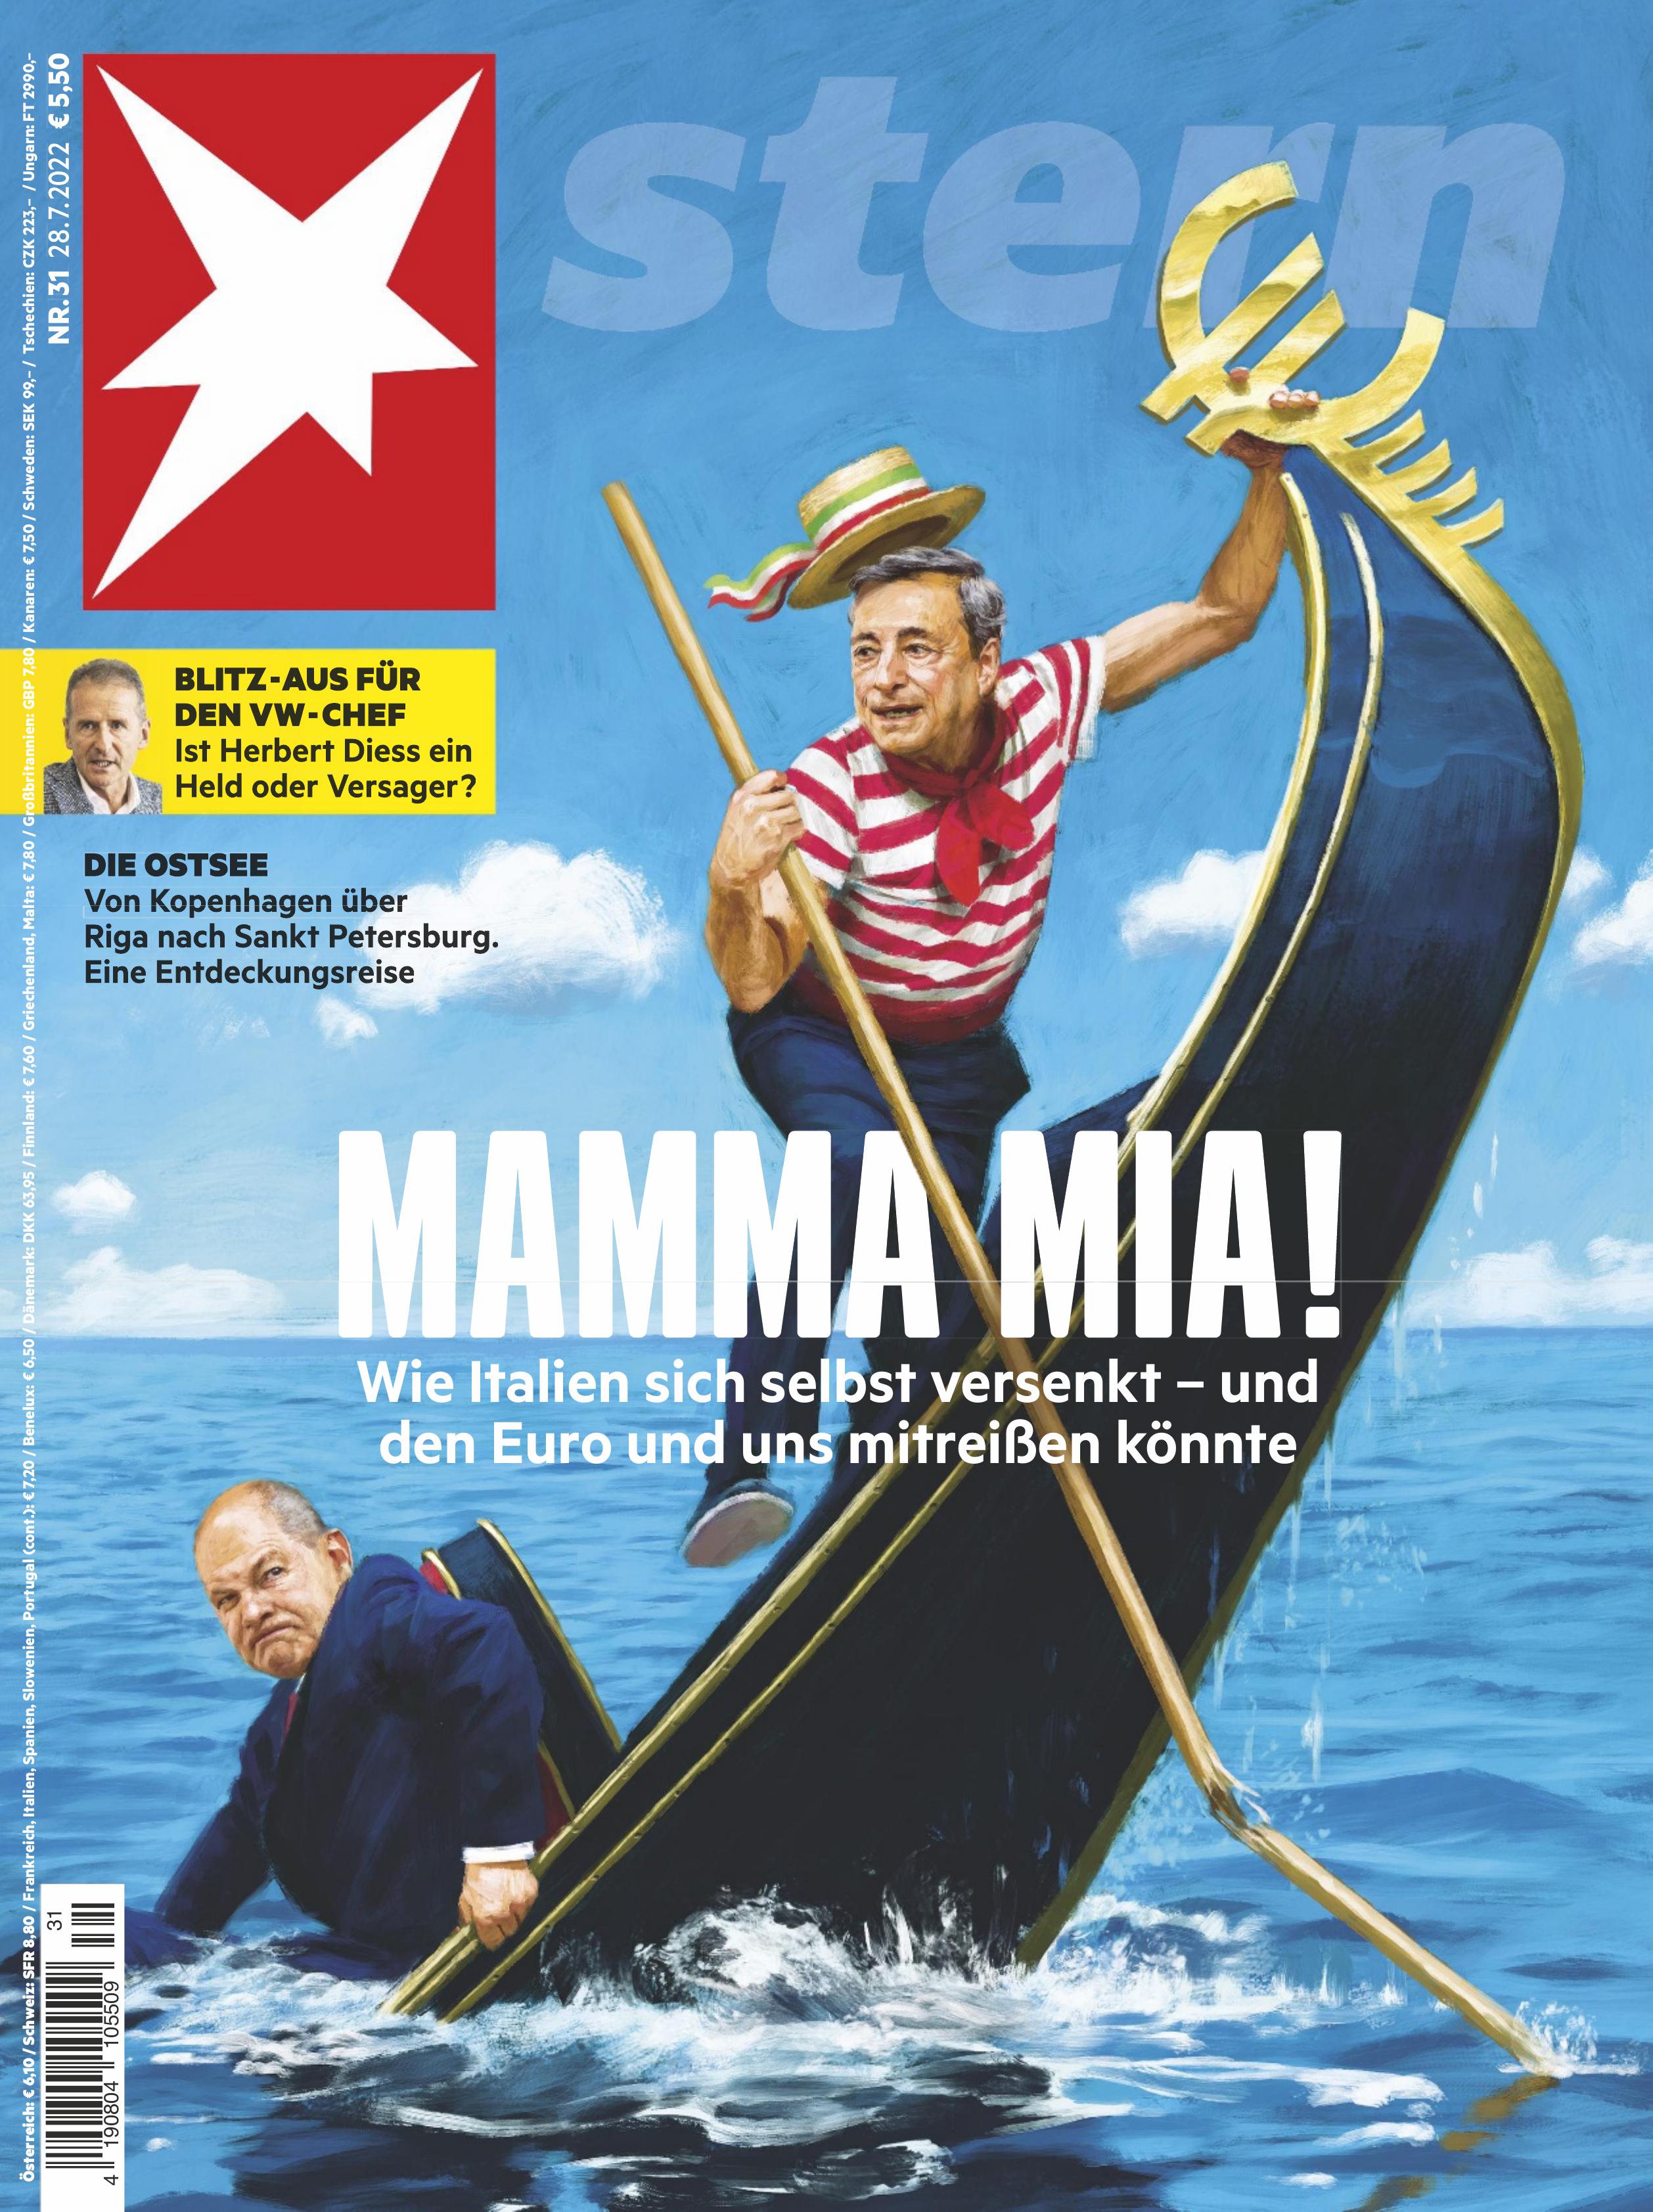 stern
NR. 31 28.7.2022 € 5,50
Österreich: € 6,10 / Schweiz: SFR 8,80 / Frankreich, Italien, Spanien, Slowenien, Portugal (cont.): € 7,20 / Benelux: € 6,50 / Dänemark: DKK 63,95 / Finnland: € 7,60 / Griechenland, Malta: € 7,80 / Großbritannien: GBP 7,80 / Kanaren: € 7,50 / Schweden: SEK 99,– / Tschechien: CZK 223,– / Ungarn: FT 2990,–
BLITZ-AUS FÜR
DEN VW-CHEF
Ist Herbert Diess ein
Held oder Versager?
DIE OSTSEE
Von Kopenhagen über
Riga nach Sankt Petersburg.
Eine Entdeckungsreise
MAMMA MIA!
Wie Italien sich selbst versenkt – und
den Euro und uns mitreißen könnte
31
4 190804 105509